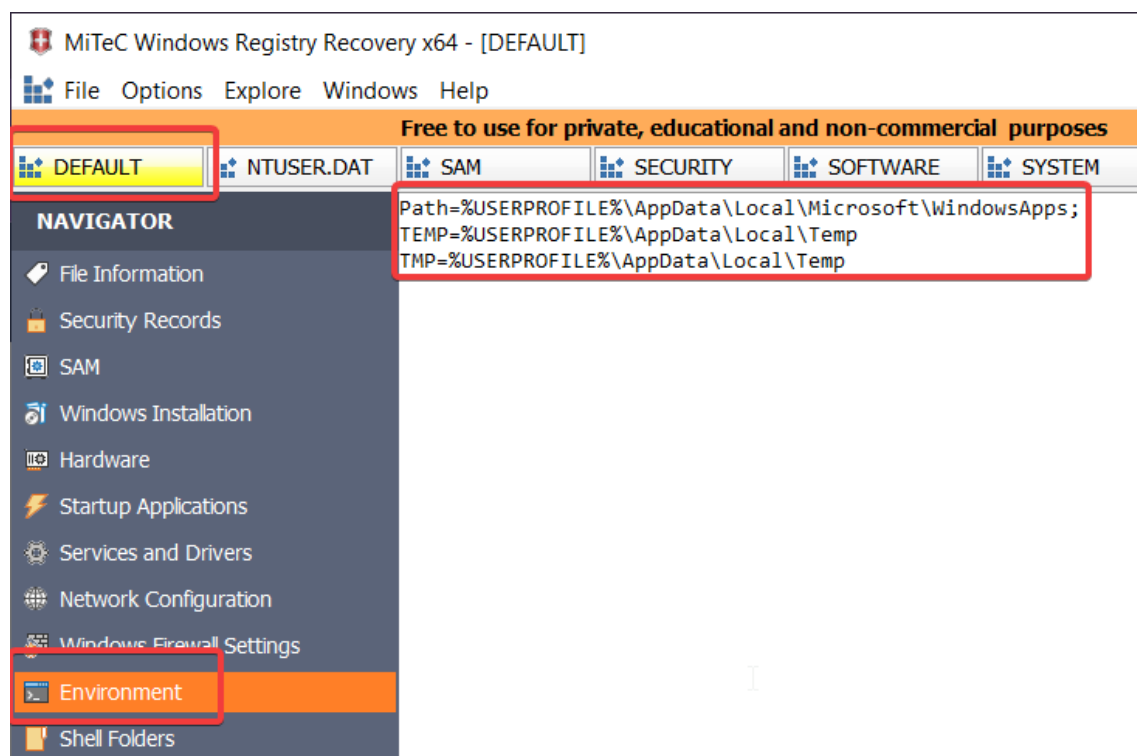 MiTeC Windows Registry Recovery x64 - [DEFAULT]
File Options Explore Windows Help
Free to use for private, educational and non-commercial purposes
DEFAULT NTUSER.DAT SAM SECURITY SOFTWARE SYSTEM
NAVIGATOR
Path=%USERPROFILE%\AppData\Local\Microsoft\WindowsApps;
TEMP=%USERPROFILE%\AppData\Local\Temp
TMP=%USERPROFILE%\AppData\Local\Temp
File Information
Security Records
SAM
Windows Installation
Hardware
Startup Applications
Services and Drivers
Network Configuration
Windows Firewall Settings
Environment
Shell Folders